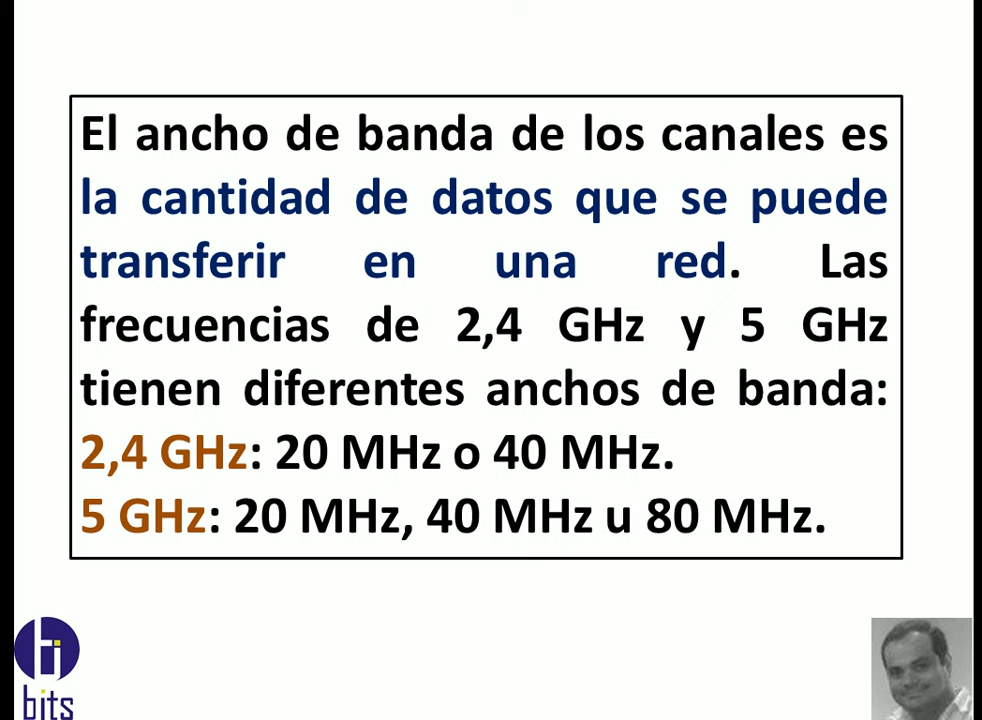 El ancho de banda de los canales es
la cantidad de datos que se puede
transferir en una red. Las
frecuencias de 2,4 GHz y 5 GHz
tienen diferentes anchos de banda:
2,4 GHz: 20 MHz o 40 MHz.
5 GHz: 20 MHz, 40 MHz u 80 MHz.
bits